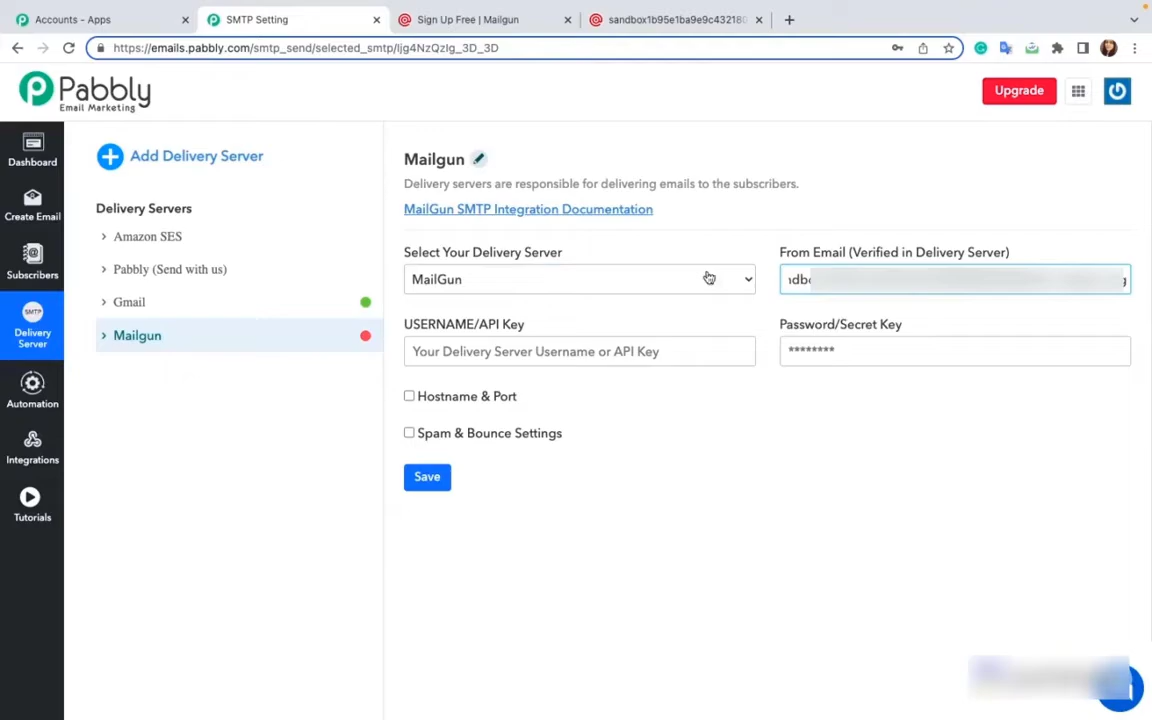 Accounts - Apps
SMTP Setting
Sign Up Free | Mailgun
sandbox1b95e1ba9e9c432180
https://emails.pabbly.com/smtp_send/selected_smtp/Ijg4NzQzIg_3D_3D
Pabbly
Email Marketing
Upgrade
Dashboard
Create Email
Subscribers
SMTP
Delivery
Server
Automation
Integrations
Tutorials
Add Delivery Server
Delivery Servers
Amazon SES
Pabbly (Send with us)
Gmail
Mailgun
Mailgun
Delivery servers are responsible for delivering emails to the subscribers.
MailGun SMTP Integration Documentation
Select Your Delivery Server
From Email (Verified in Delivery Server)
MailGun
USERNAME/API Key
Password/Secret Key
Your Delivery Server Username or API Key
********
Hostname & Port
Spam & Bounce Settings
Save